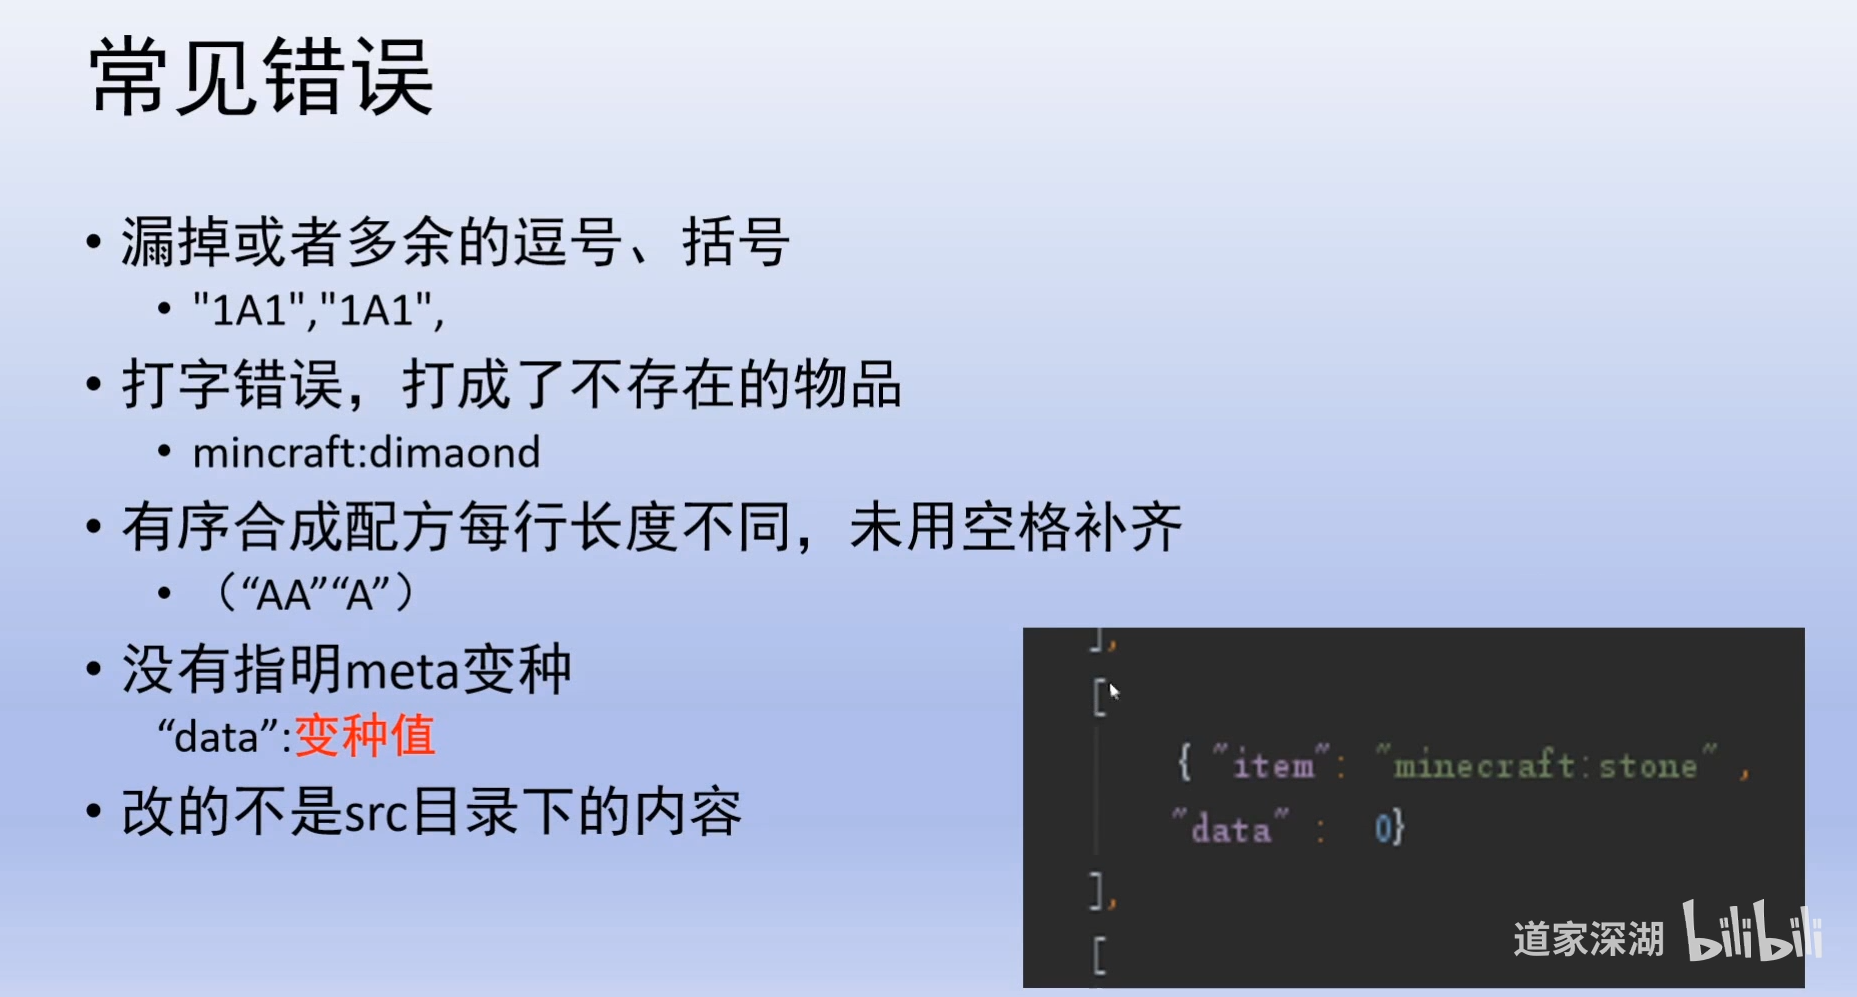 常见错误
• 漏掉或者多余的逗号、括号
• "1A1","1A1",
• 打字错误，打成了不存在的物品
• mincraft:dimaond
• 有序合成配方每行长度不同，未用空格补齐
• （“AA”“A”）
• 没有指明meta变种
“data”:变种值
• 改的不是src目录下的内容
],
[
{ "item": "minecraft:stone" ,
"data" : 0}
],
[
道家深湖 bilibili